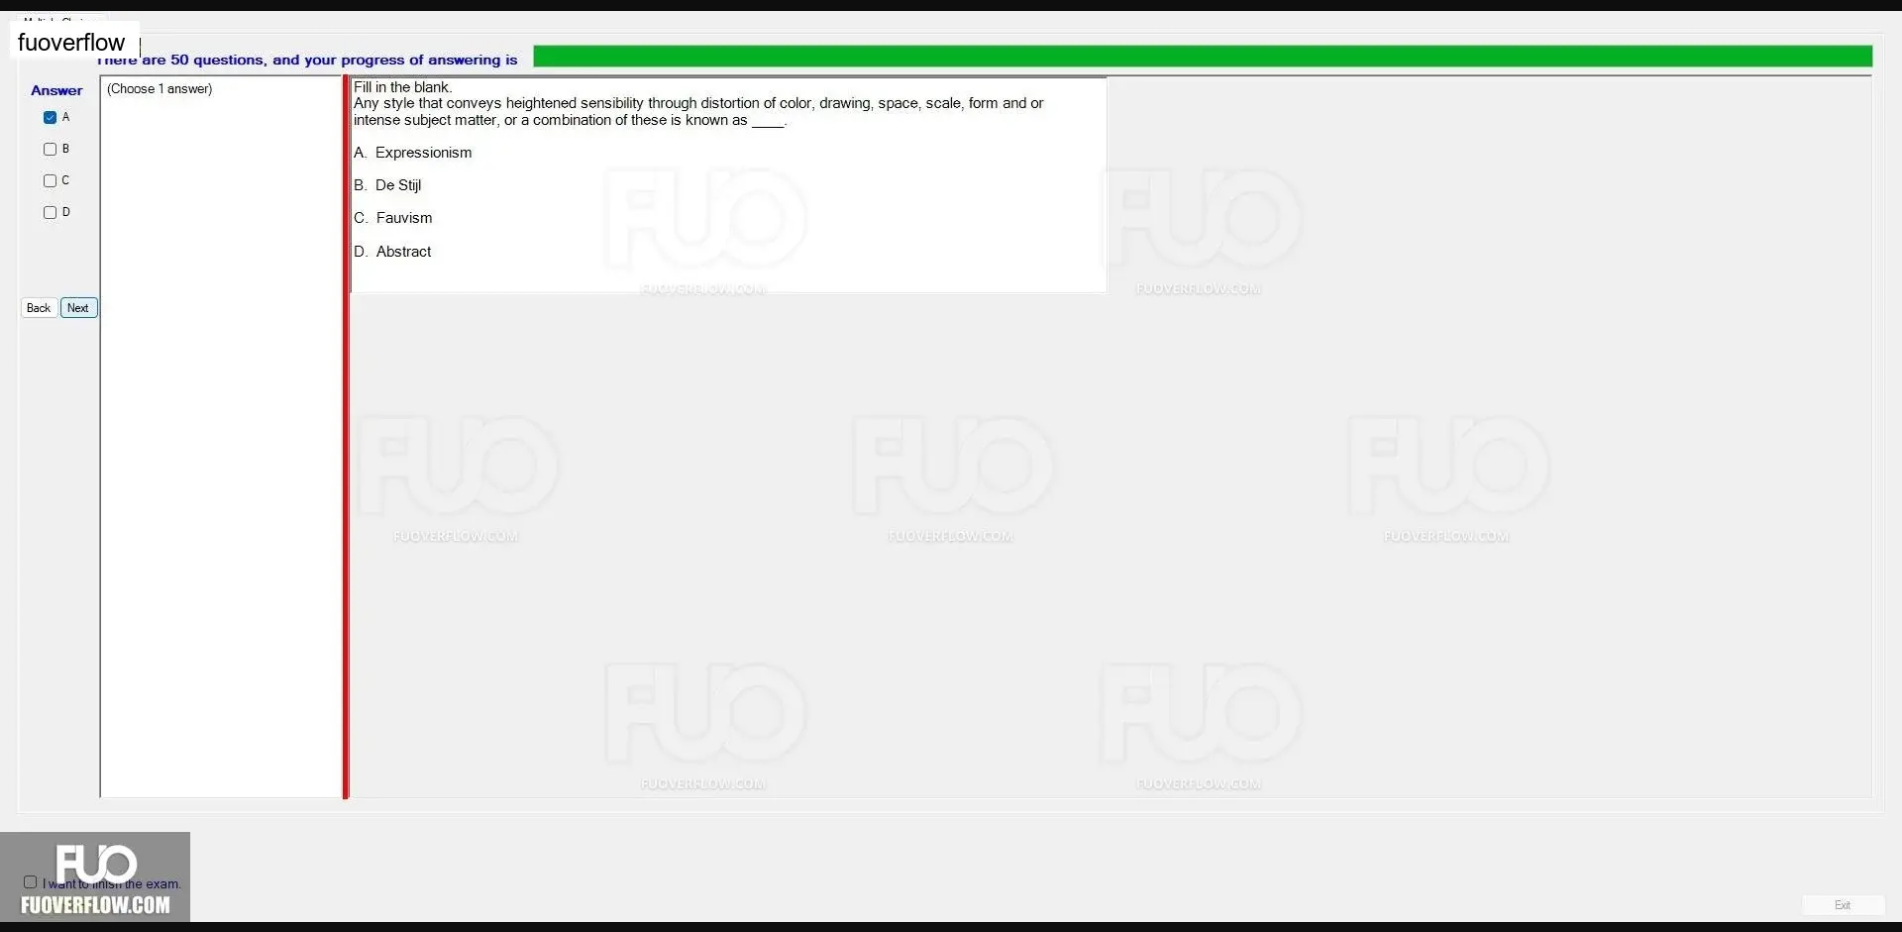 fuoverflow
There are 50 questions, and your progress of answering is
Answer
(Choose 1 answer)
A
B
C
D
Back
Next
Fill in the blank.
Any style that conveys heightened sensibility through distortion of color, drawing, space, scale, form and or
intense subject matter, or a combination of these is known as ____.
A. Expressionism
B. De Stijl
C. Fauvism
D. Abstract
FUO
FUOVERFLOW.COM
FUO
FUOVERFLOW.COM
FUO
FUOVERFLOW.COM
FUO
FUOVERFLOW.COM
FUO
FUOVERFLOW.COM
FUO
FUOVERFLOW.COM
FUO
FUOVERFLOW.COM
FUO
I want to finish the exam.
FUOVERFLOW.COM
Exit